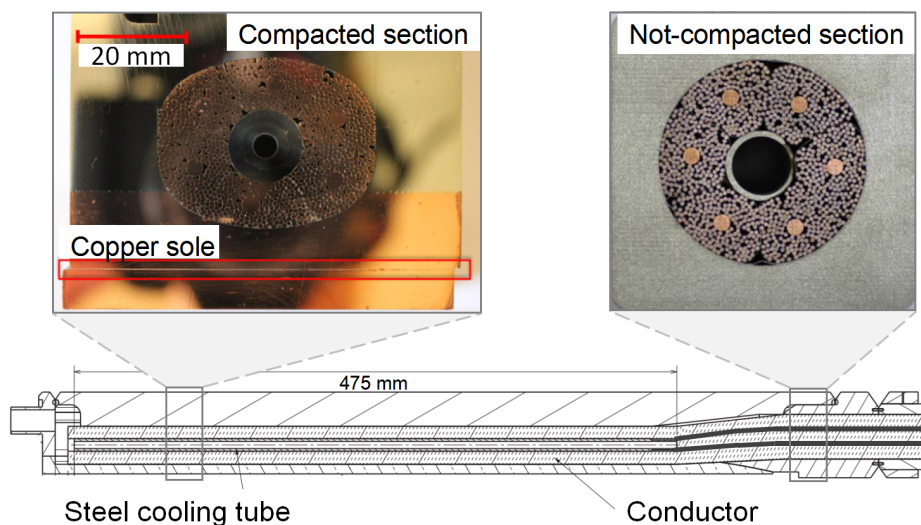 Compacted section
20 mm
Copper sole
Not-compacted section
475 mm
Steel cooling tube
Conductor